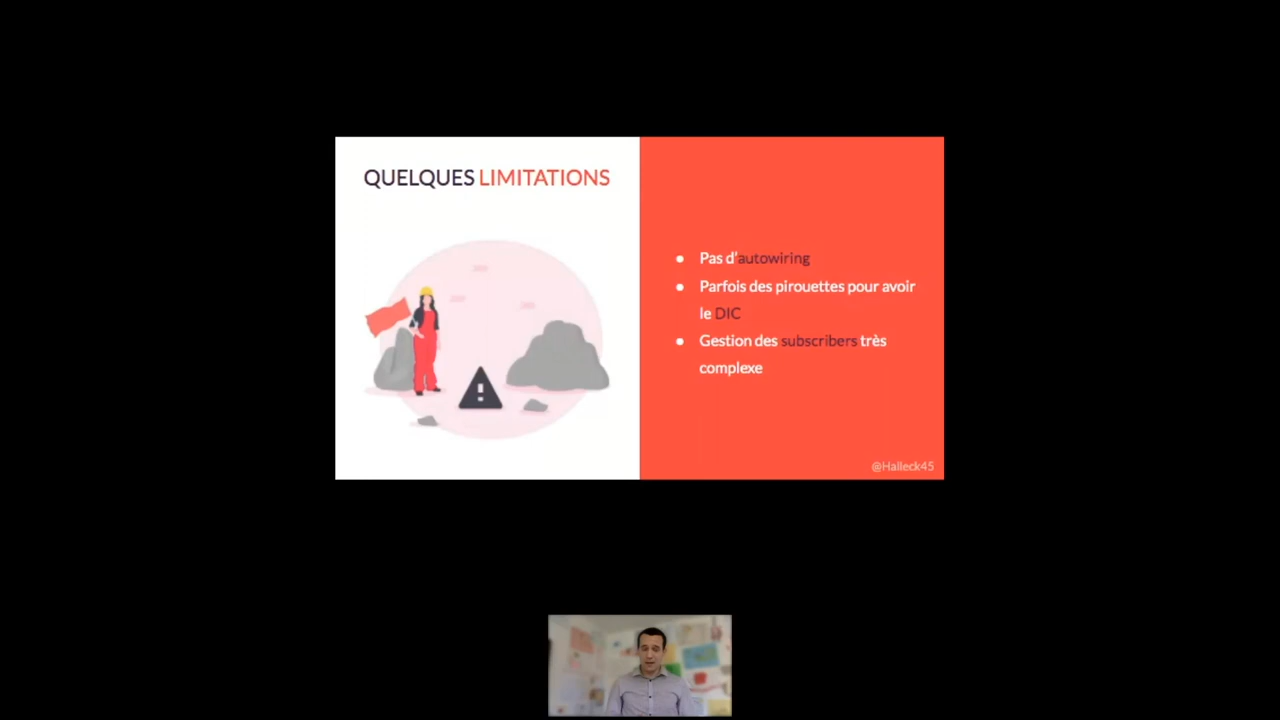 QUELQUES LIMITATIONS
● Pas d'autowiring
● Parfois des pirouettes pour avoir
le DIC
● Gestion des subscribers très
complexe
@Halleck45